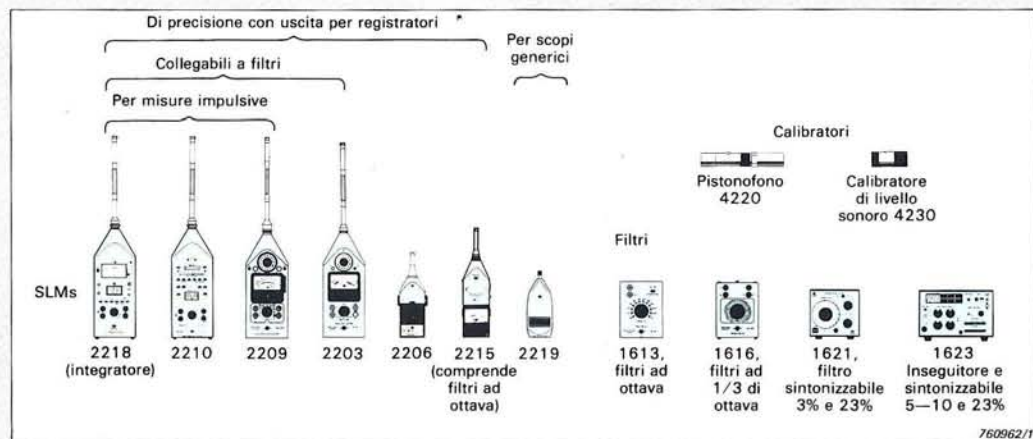 Di precisione con uscita per registratori
Per scopi
generici
Collegabili a filtri
Per misure impulsive
Calibratori
Pistonofono
4220
Calibratore
di livello
sonoro 4230
Filtri
SLMs
2218
(integratore)
2210
2209
2203
2206
2215
(comprende
filtri ad
ottava)
2219
1613,
filtri ad
ottava
1616,
filtri ad
1/3 di
ottava
1621,
filtro
sintonizzabile
3% e 23%
1623
Inseguitore e
sintonizzabile
5—10 e 23%
760962/1